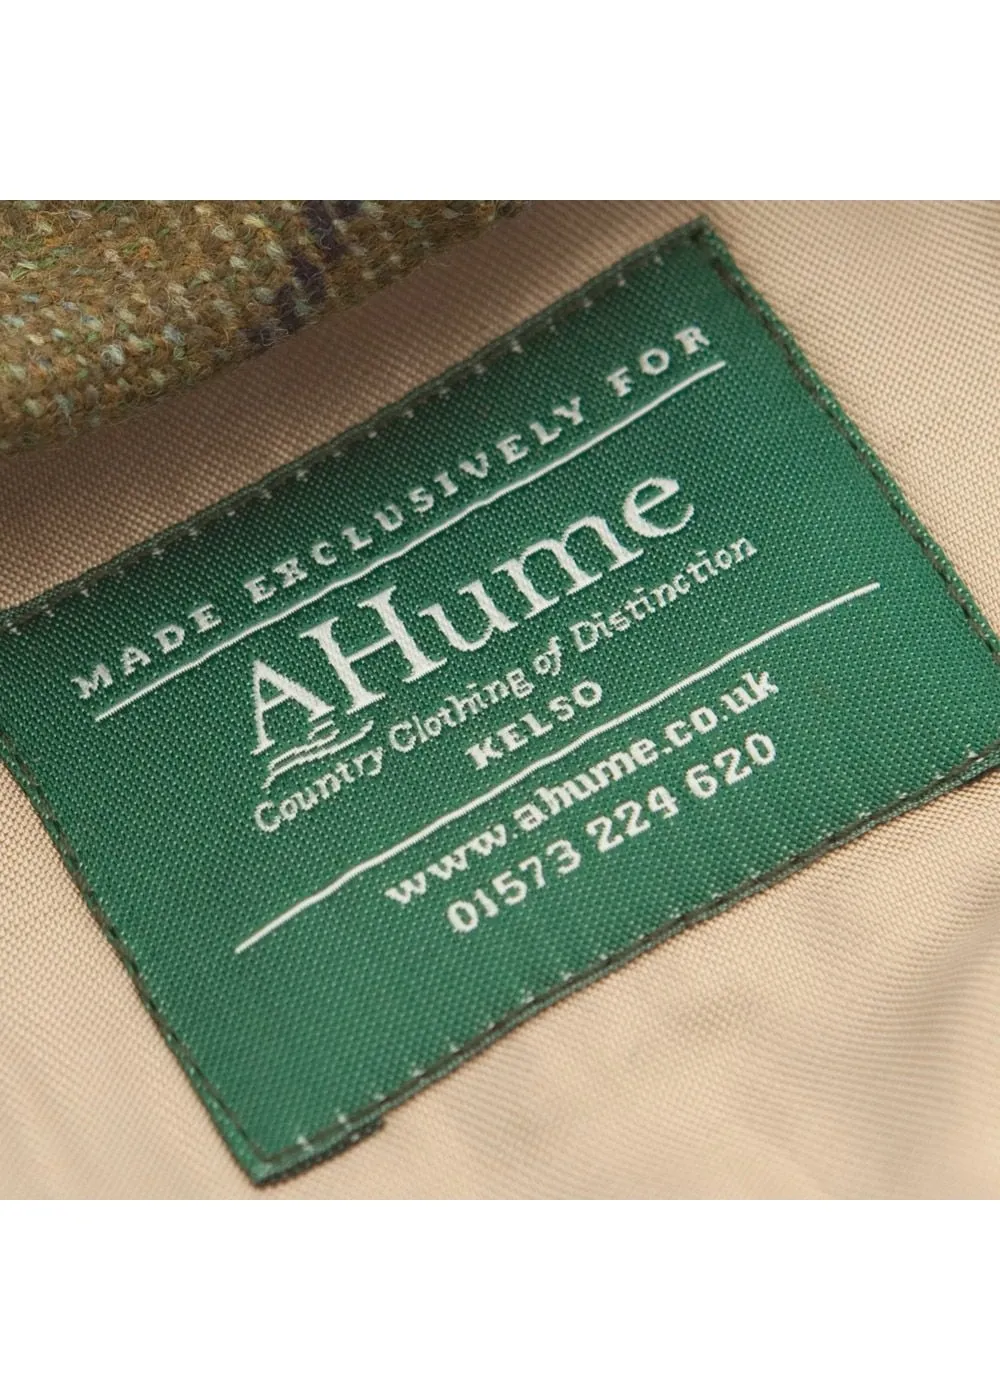 MADE EXCLUSIVELY FOR
AHume
Country Clothing of Distinction
KELSO
www.ahume.co.uk
01573 224 620